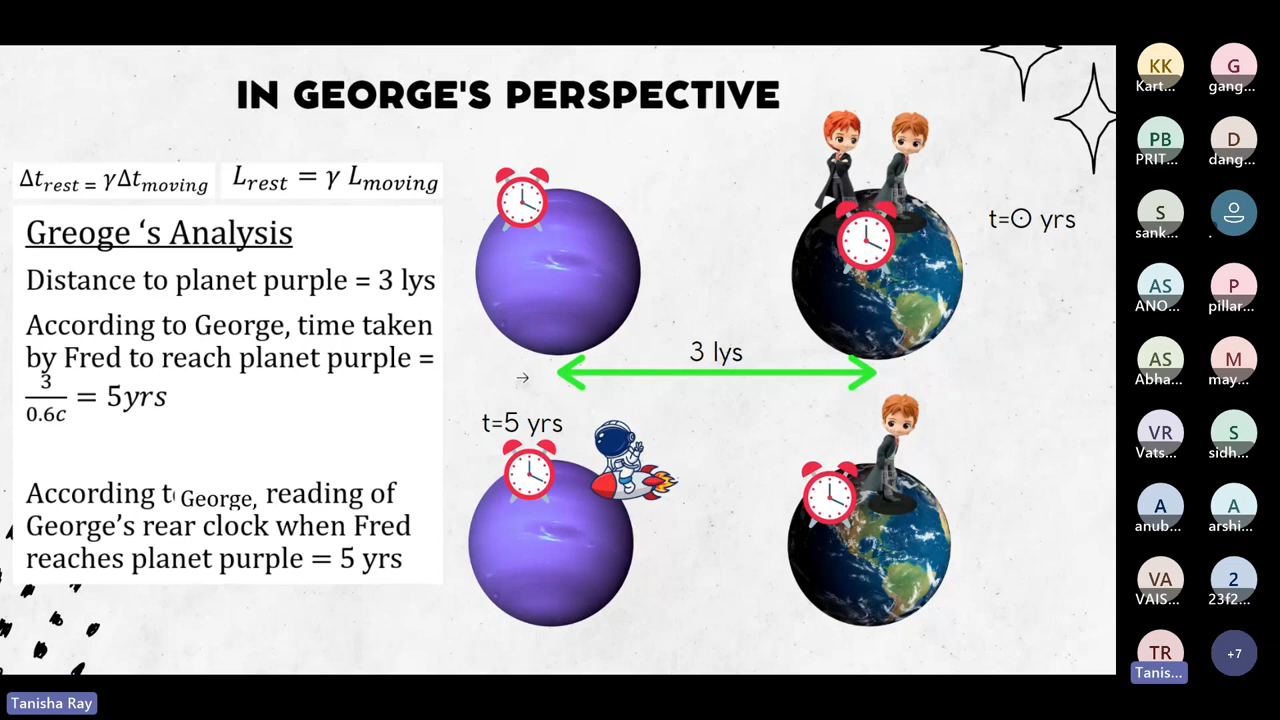 IN GEORGE'S PERSPECTIVE
Δt_rest = γΔt_moving
L_rest = γ L_moving
Greoge ‘s Analysis
Distance to planet purple = 3 lys
According to George, time taken
by Fred to reach planet purple =
3/0.6c = 5yrs
According t George, reading of
George’s rear clock when Fred
reaches planet purple = 5 yrs
t=0 yrs
3 lys
t=5 yrs
KK
Kart...
G
gang...
PB
PRIT...
D
dang...
S
sank...
.
AS
ANO...
P
pillar...
AS
Abha...
M
may...
VR
Vats...
S
sidh...
A
anub...
A
arshi...
VA
VAIS...
2
23f2...
TR
Tanis...
+7
Tanisha Ray